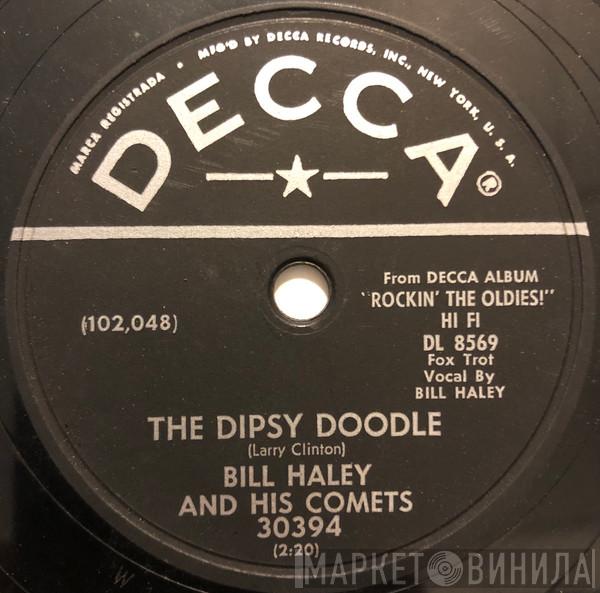 MARCA REGISTRADA • MFG'D BY DECCA RECORDS, INC., NEW YORK, U. S. A.
DECCA ®
(102,048)
From DECCA ALBUM
"ROCKIN' THE OLDIES!"
HI FI
DL 8569
Fox Trot
Vocal By
BILL HALEY
THE DIPSY DOODLE
(Larry Clinton)
BILL HALEY
AND HIS COMETS
30394
(2:20)
МАРКЕТ ВИНИЛА